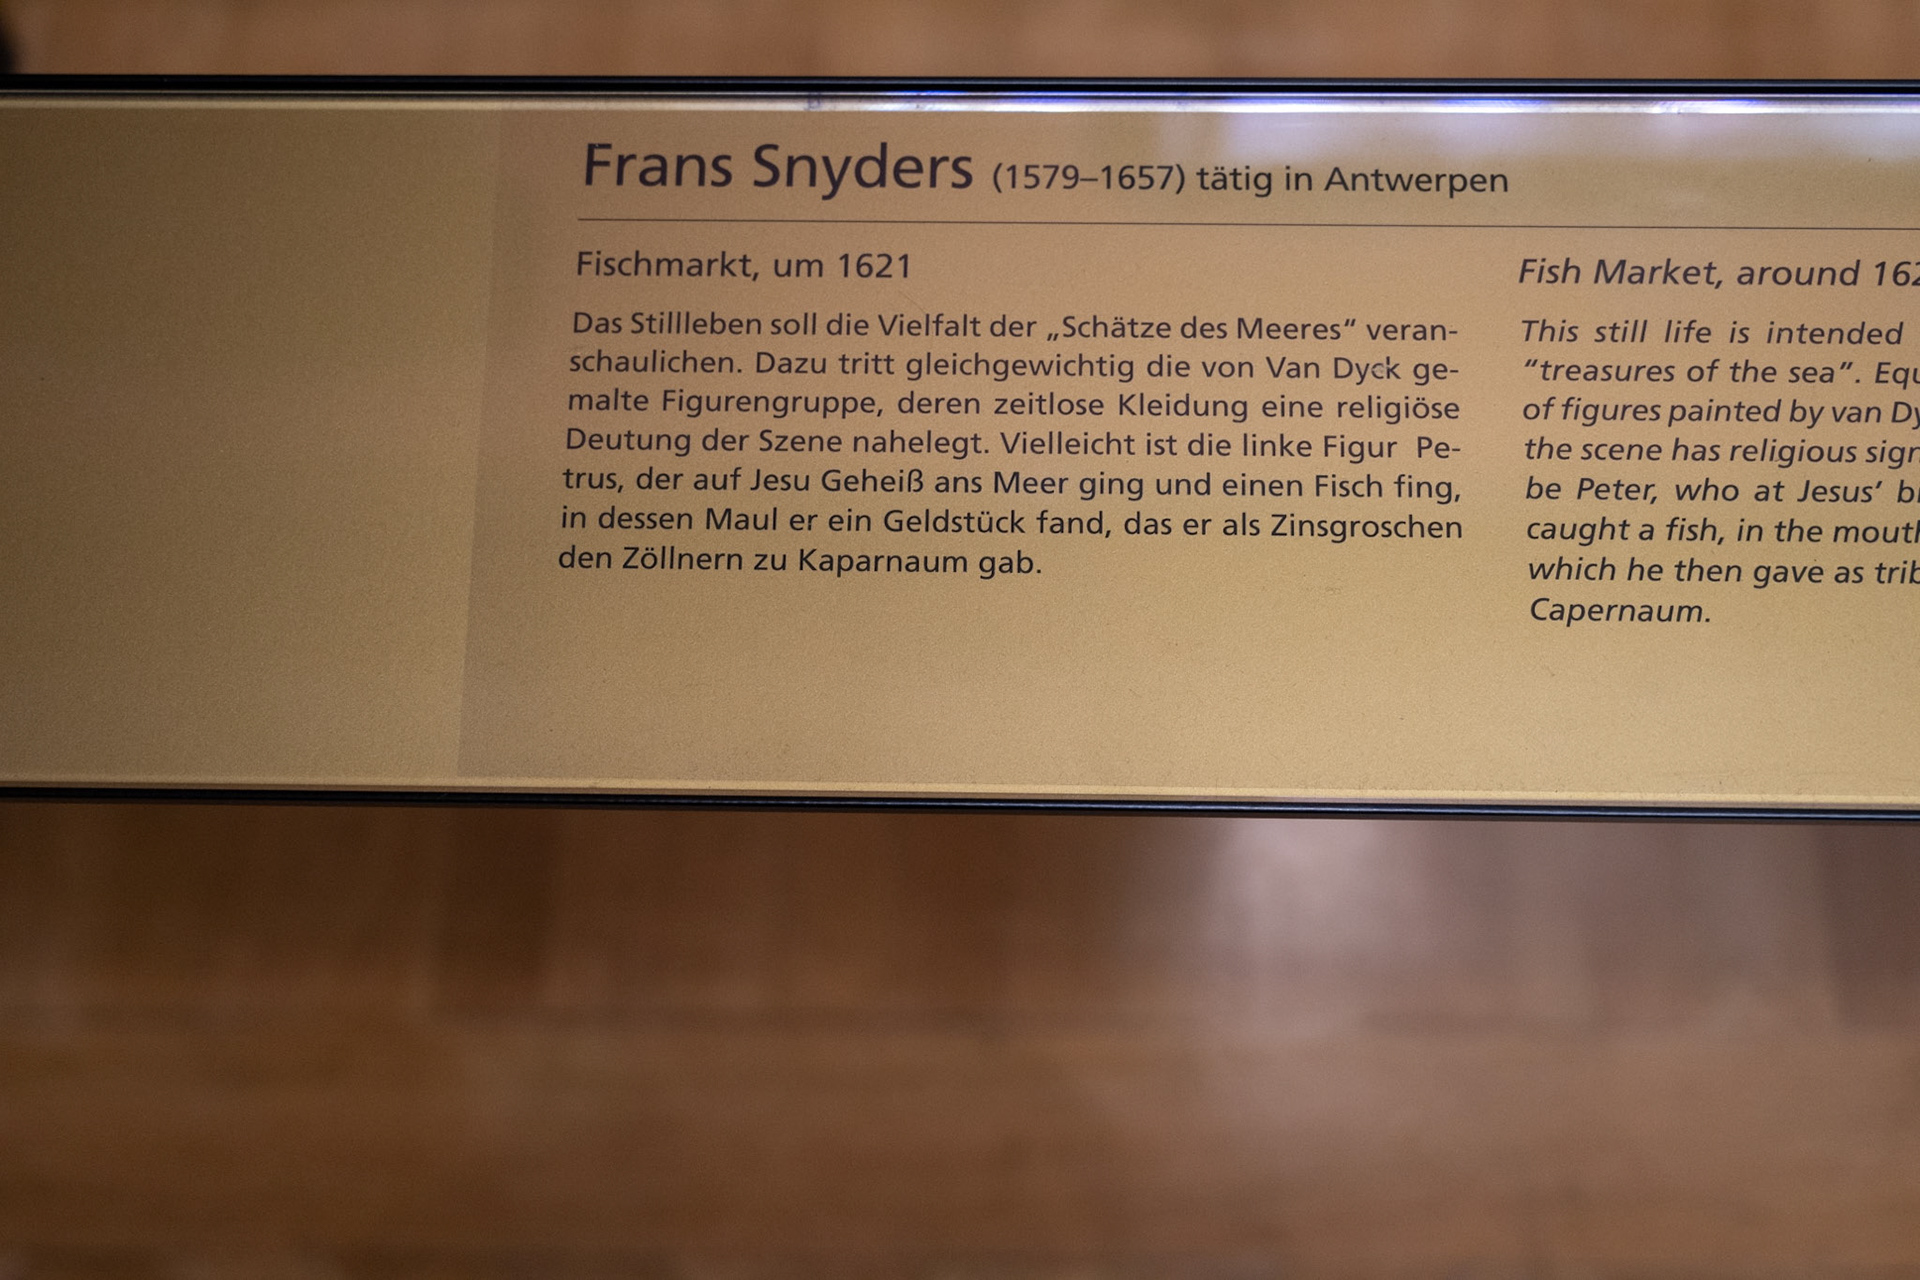 Frans Snyders (1579–1657) tätig in Antwerpen
Fischmarkt, um 1621
Das Stillleben soll die Vielfalt der „Schätze des Meeres“ veran-
schaulichen. Dazu tritt gleichgewichtig die von Van Dyck ge-
malte Figurengruppe, deren zeitlose Kleidung eine religiöse
Deutung der Szene nahelegt. Vielleicht ist die linke Figur Pe-
trus, der auf Jesu Geheiß ans Meer ging und einen Fisch fing,
in dessen Maul er ein Geldstück fand, das er als Zinsgroschen
den Zöllnern zu Kaparnaum gab.
Fish Market, around
This still life is intended
“treasures of the sea”.
of figures painted by van
the scene has religious
be Peter, who at Jesus’
caught a fish, in the
which he then gave as
Capernaum.